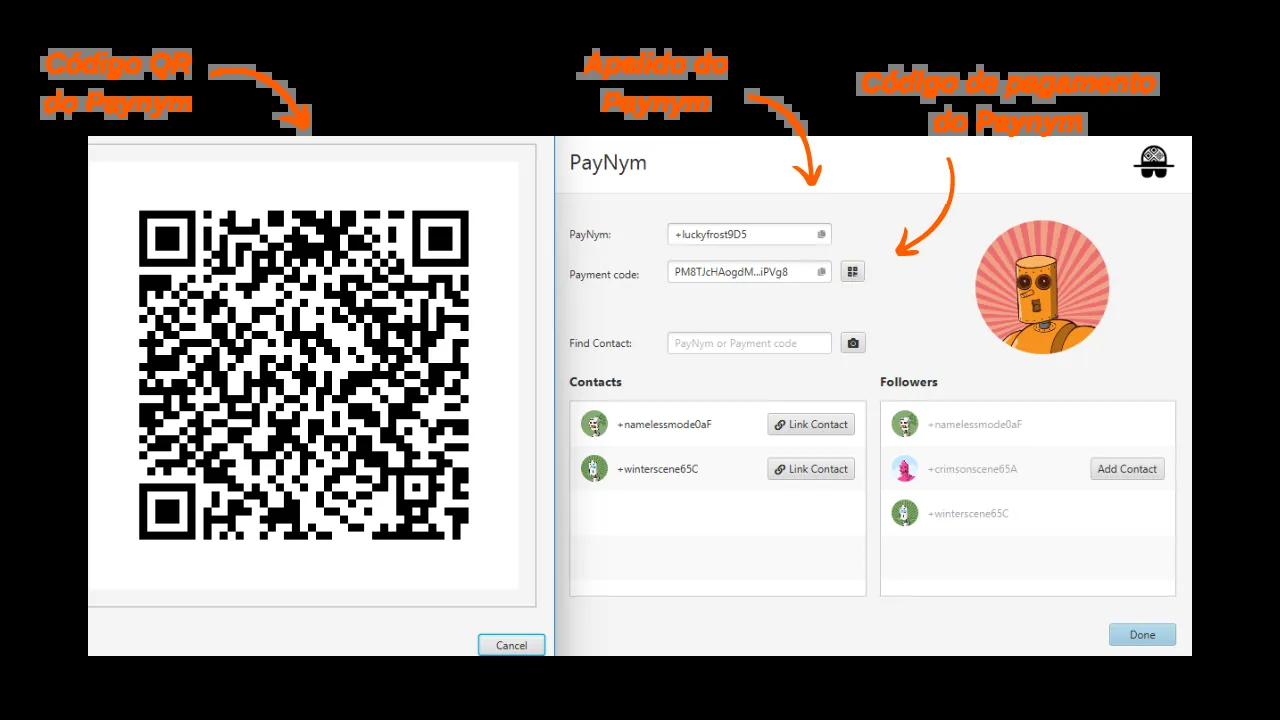 Código QR
do Paynym
Apelido do
Paynym
Código de pagamento
do Paynym
PayNym
PayNym:
+luckyfrost9D5
Payment code:
PM8TJcHAogdM...iPVg8
Find Contact:
PayNym or Payment code
Contacts
Followers
+namelessmode0aF
Link Contact
+namelessmode0aF
+winterscene65C
Link Contact
+crimsonscene65A
Add Contact
+winterscene65C
Cancel
Done